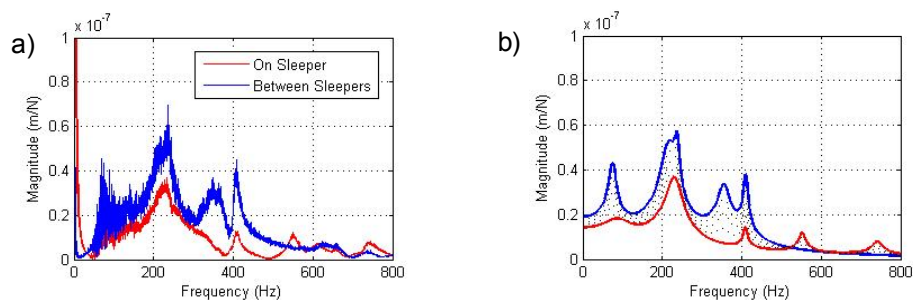 a)
x 10^-7
1
0.8
0.6
0.4
0.2
0
0 200 400 600 800
Magnitude (m/N)
Frequency (Hz)
On Sleeper
Between Sleepers
b)
x 10^-7
1
0.8
0.6
0.4
0.2
0
0 200 400 600 800
Magnitude (m/N)
Frequency (Hz)